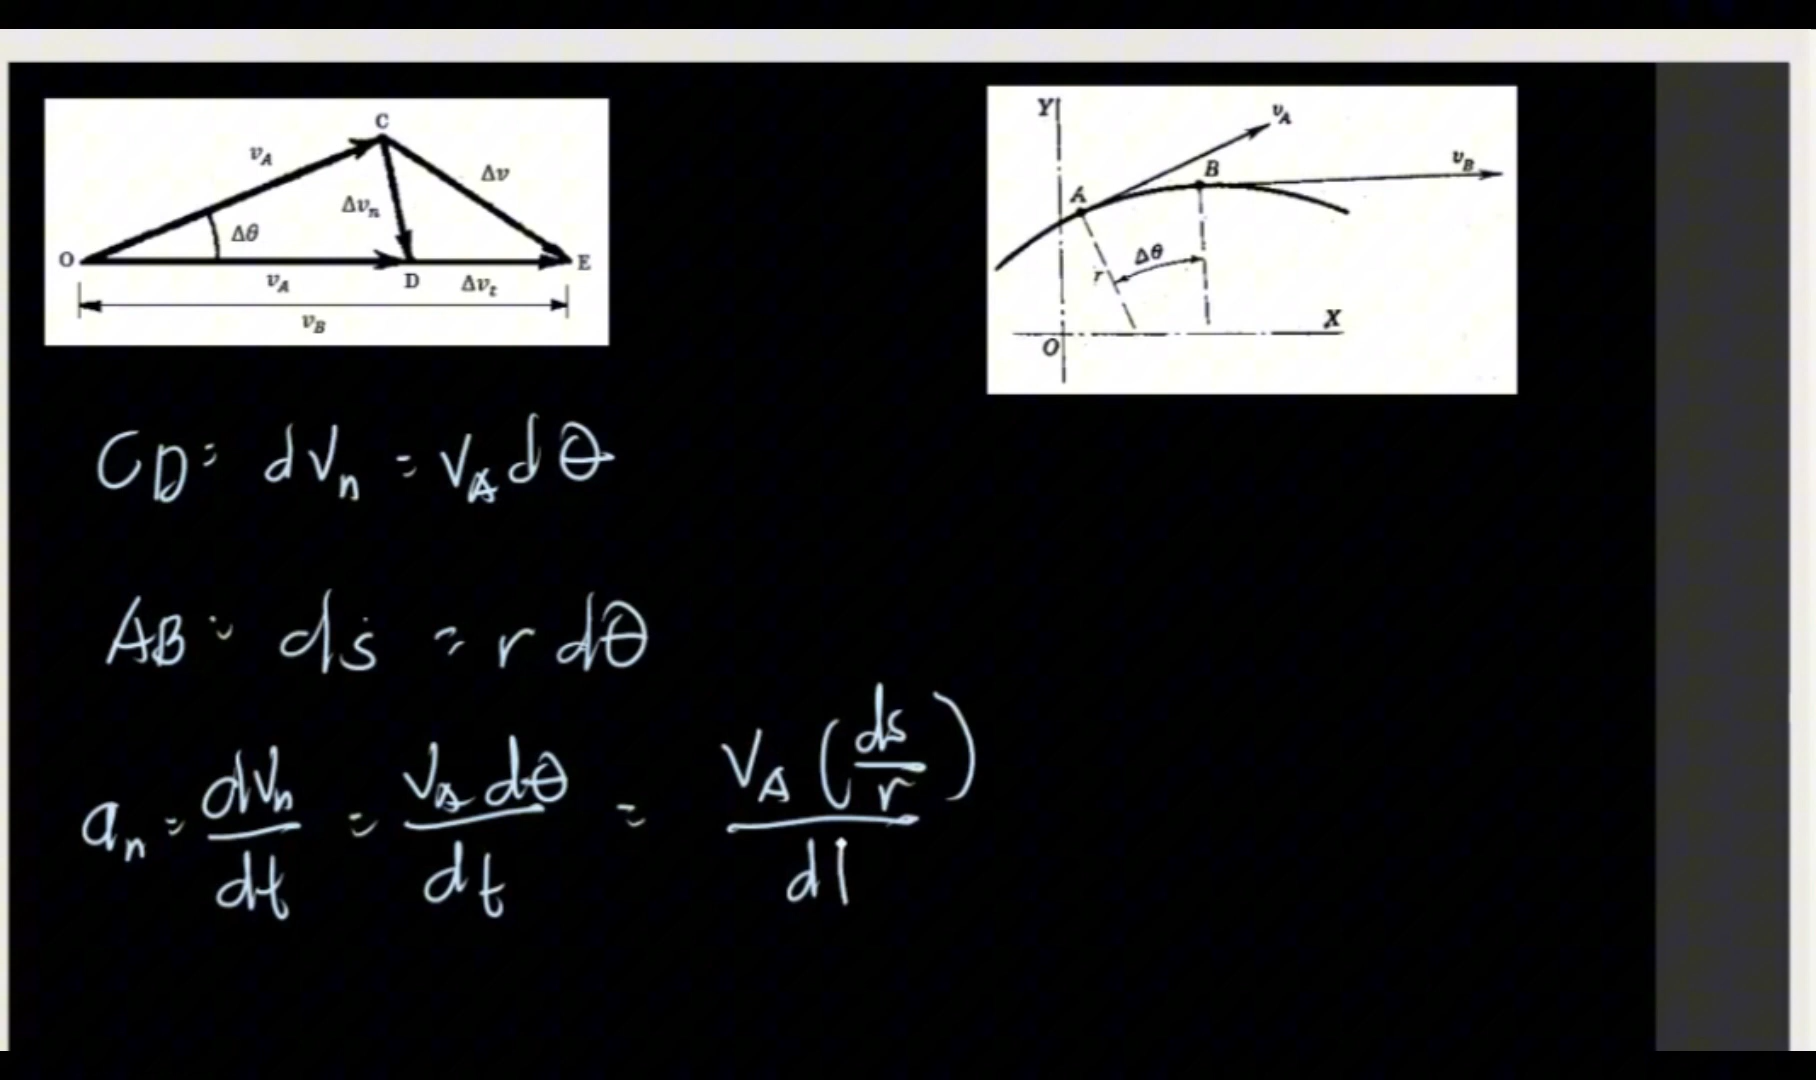 C
v_A
Δv
Δv_n
Δθ
O
D
E
v_A
Δv_t
v_B
Y
v_A
B
v_B
A
Δθ
r
X
O
CD = dv_n = v_A dθ
AB = ds = r dθ
a_n = dv_n/dt = v_A dθ/dt = v_A (ds/r)/d